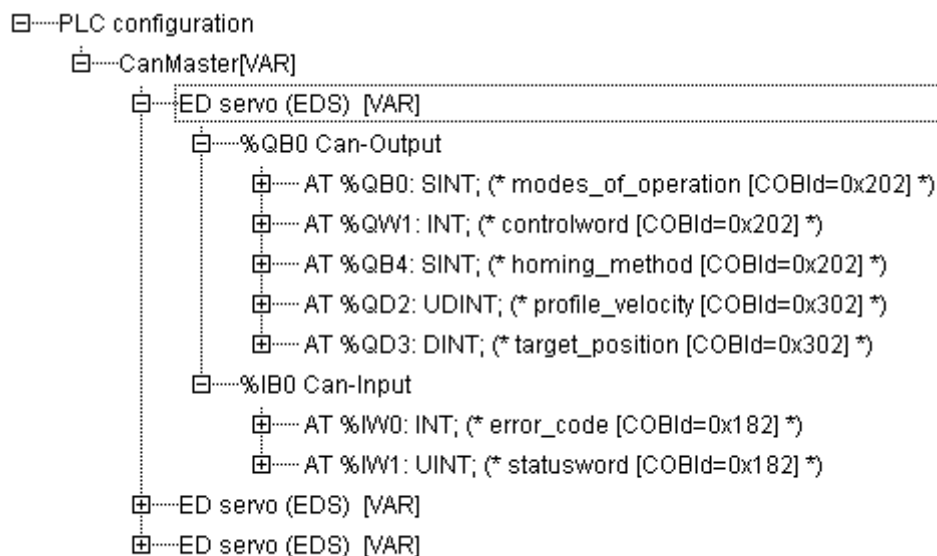 PLC configuration
CanMaster[VAR]
ED servo (EDS) [VAR]
%QB0 Can-Output
AT %QB0: SINT; (* modes_of_operation [COBId=0x202] *)
AT %QW1: INT; (* controlword [COBId=0x202] *)
AT %QB4: SINT; (* homing_method [COBId=0x202] *)
AT %QD2: UDINT; (* profile_velocity [COBId=0x302] *)
AT %QD3: DINT; (* target_position [COBId=0x302] *)
%IB0 Can-Input
AT %IW0: INT; (* error_code [COBId=0x182] *)
AT %IW1: UINT; (* statusword [COBId=0x182] *)
ED servo (EDS) [VAR]
ED servo (EDS) [VAR]